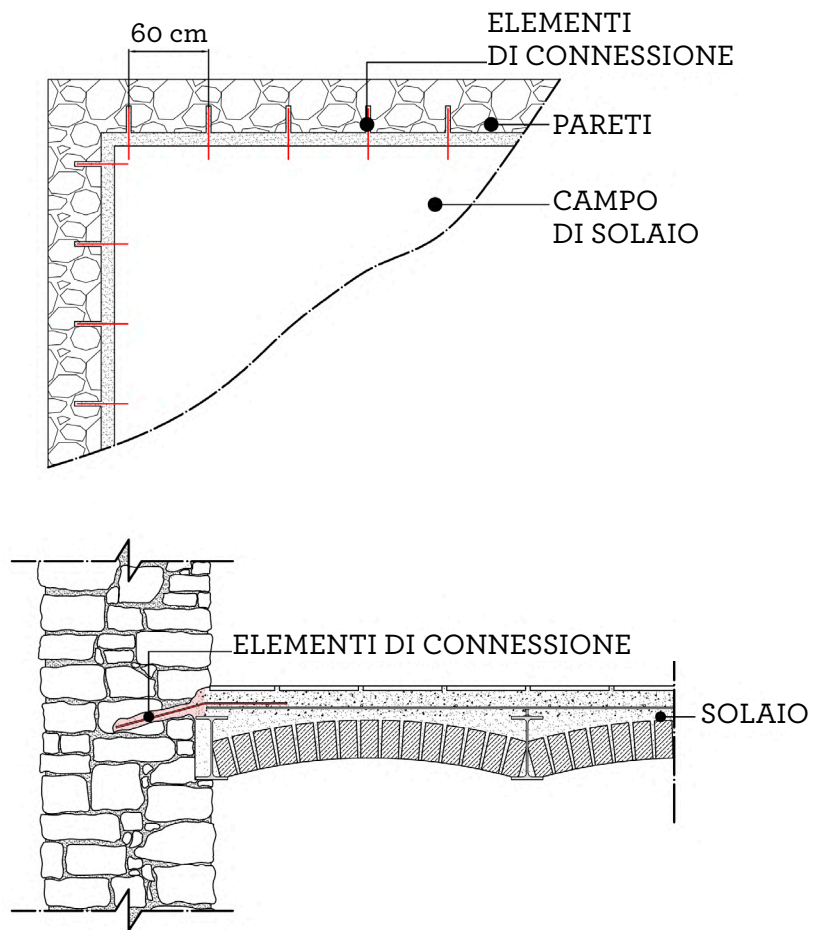 60 cm
ELEMENTI
DI CONNESSIONE
PARETI
CAMPO
DI SOLAIO
ELEMENTI DI CONNESSIONE
SOLAIO